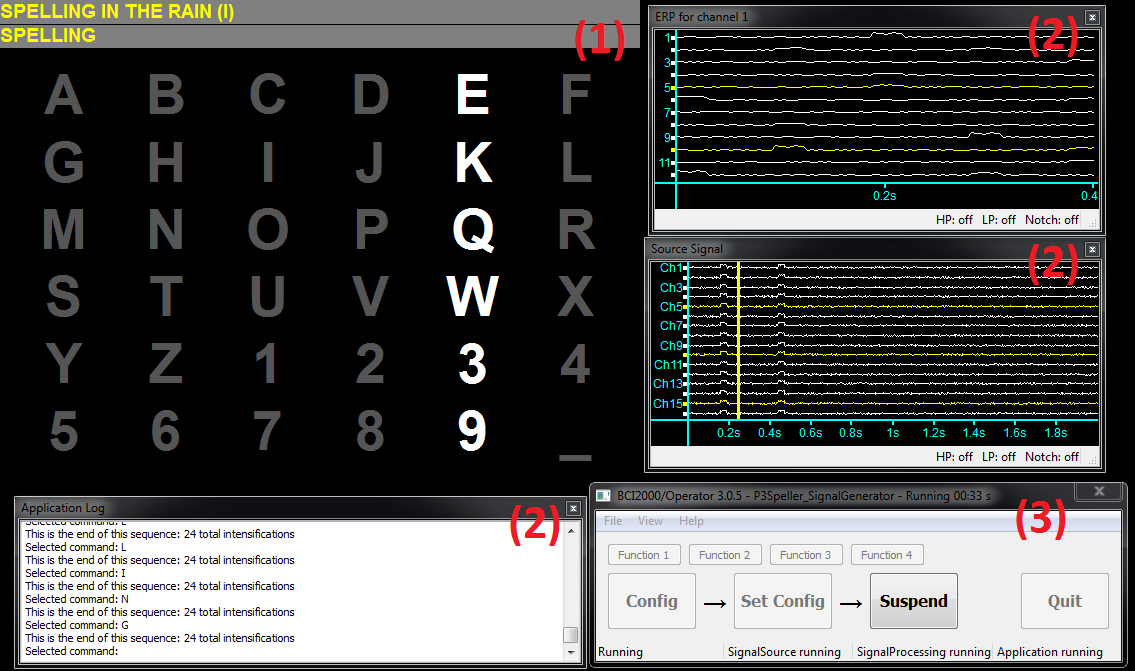 SPELLING IN THE RAIN (I)
SPELLING
(1)
A B C D E F
G H I J K L
M N O P Q R
S T U V W X
Y Z 1 2 3 4
5 6 7 8 9 _
ERP for channel 1
(2)
1
3
5
7
9
11
0.2s 0.4
HP: off LP: off Notch: off
Source Signal
(2)
Ch1
Ch3
Ch5
Ch7
Ch9
Ch11
Ch13
Ch15
0.2s 0.4s 0.6s 0.8s 1s 1.2s 1.4s 1.6s 1.8s
HP: off LP: off Notch: off
Application Log
(2)
Selected command: L
This is the end of this sequence: 24 total intensifications
Selected command: L
This is the end of this sequence: 24 total intensifications
Selected command: I
This is the end of this sequence: 24 total intensifications
Selected command: N
This is the end of this sequence: 24 total intensifications
Selected command: G
This is the end of this sequence: 24 total intensifications
Selected command:
BCI2000/Operator 3.0.5 - P3Speller_SignalGenerator - Running 00:33 s
(3)
File View Help
Function 1 Function 2 Function 3 Function 4
Config → Set Config → Suspend Quit
Running SignalSource running SignalProcessing running Application running